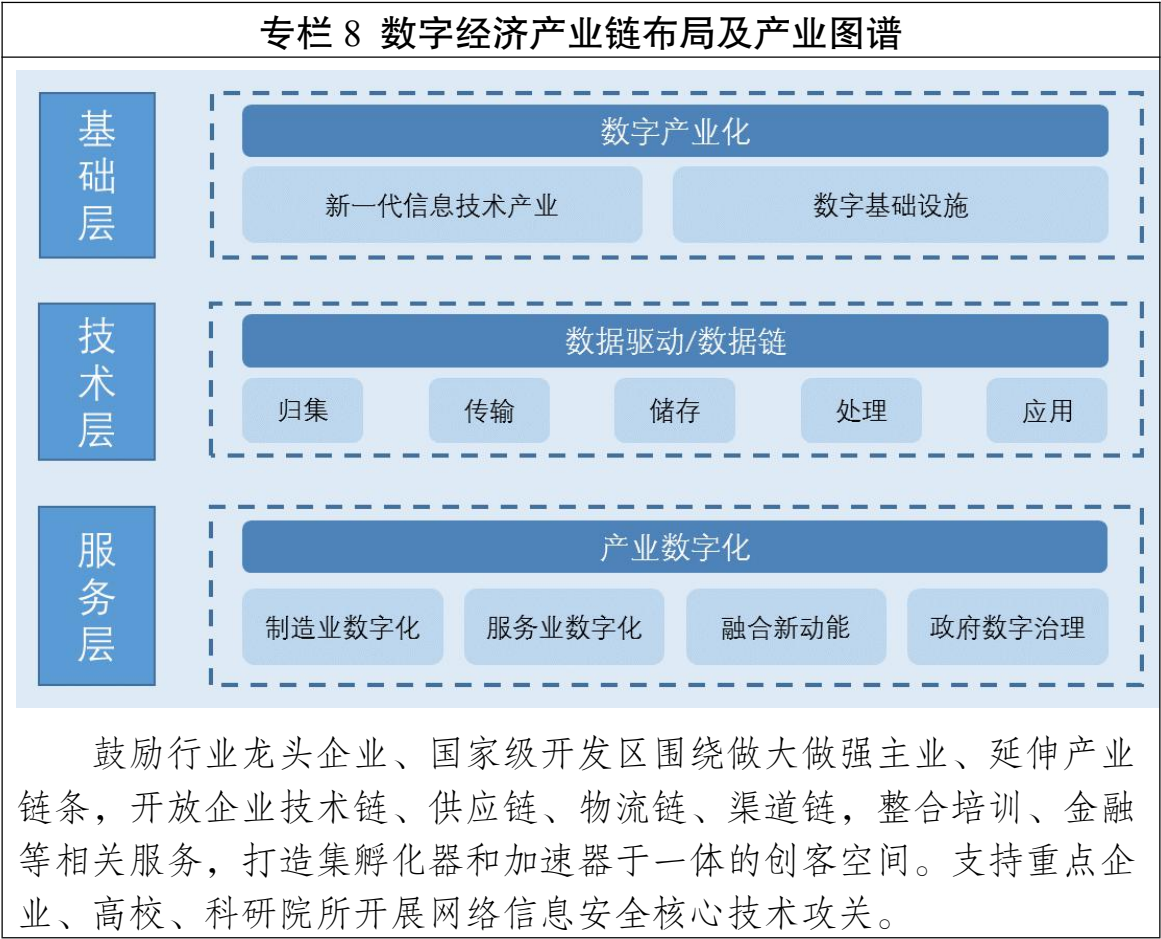 专栏 8 数字经济产业链布局及产业图谱
基础层
数字产业化
新一代信息技术产业 数字基础设施
技术层
数据驱动/数据链
归集 传输 储存 处理 应用
服务层
产业数字化
制造业数字化 服务业数字化 融合新动能 政府数字治理
鼓励行业龙头企业、国家级开发区围绕做大做强主业、延伸产业
链条，开放企业技术链、供应链、物流链、渠道链，整合培训、金融
等相关服务，打造集孵化器和加速器于一体的创客空间。支持重点企
业、高校、科研院所开展网络信息安全核心技术攻关。